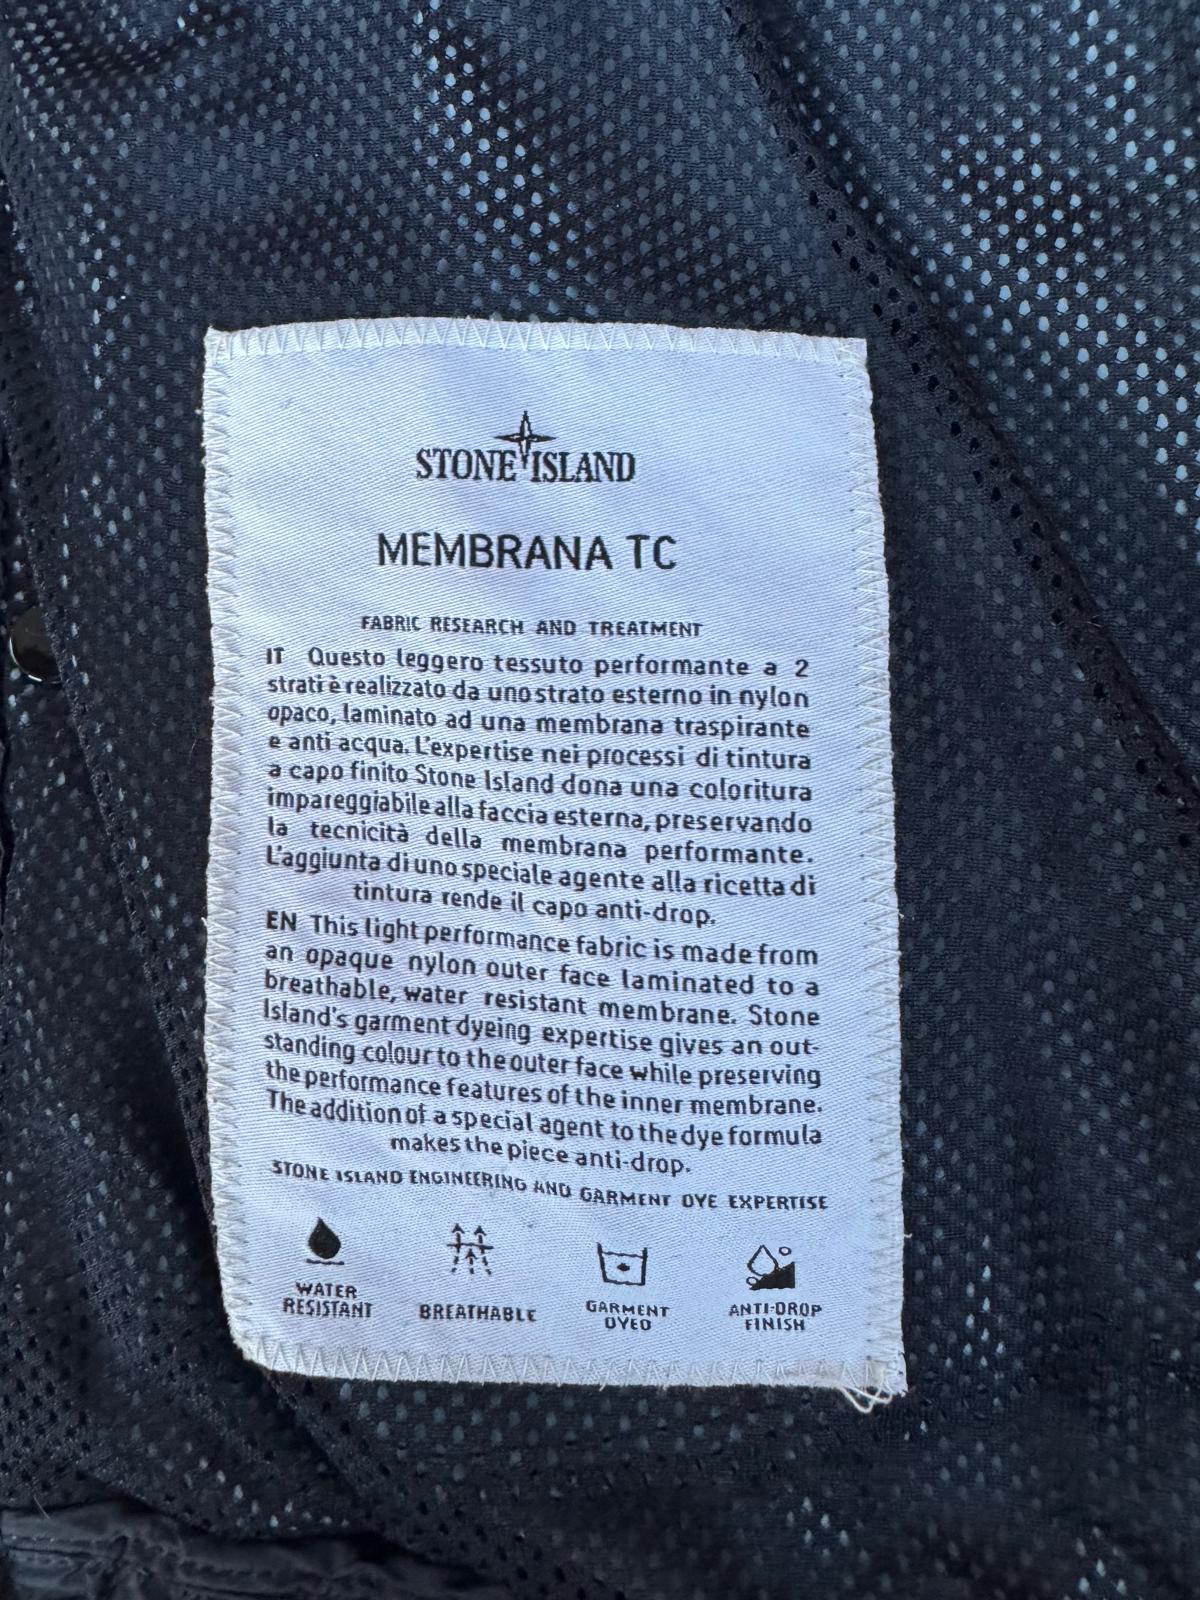 STONE ISLAND
MEMBRANA TC
FABRIC RESEARCH AND TREATMENT
IT Questo leggero tessuto performante a 2
strati è realizzato da uno strato esterno in nylon
opaco, laminato ad una membrana traspirante
e anti acqua. L'expertise nei processi di tintura
a capo finito Stone Island dona una coloritura
impareggiabile alla faccia esterna, preservando
la tecnicità della membrana performante.
L'aggiunta di uno speciale agente alla ricetta di
tintura rende il capo anti-drop.
EN This light performance fabric is made from
an opaque nylon outer face laminated to a
breathable, water resistant membrane. Stone
Island's garment dyeing expertise gives an out-
standing colour to the outer face while preserving
the performance features of the inner membrane.
The addition of a special agent to the dye formula
makes the piece anti-drop.
STONE ISLAND ENGINEERING AND GARMENT DYE EXPERTISE
WATER
RESISTANT
BREATHABLE
GARMENT
DYED
ANTI-DROP
FINISH